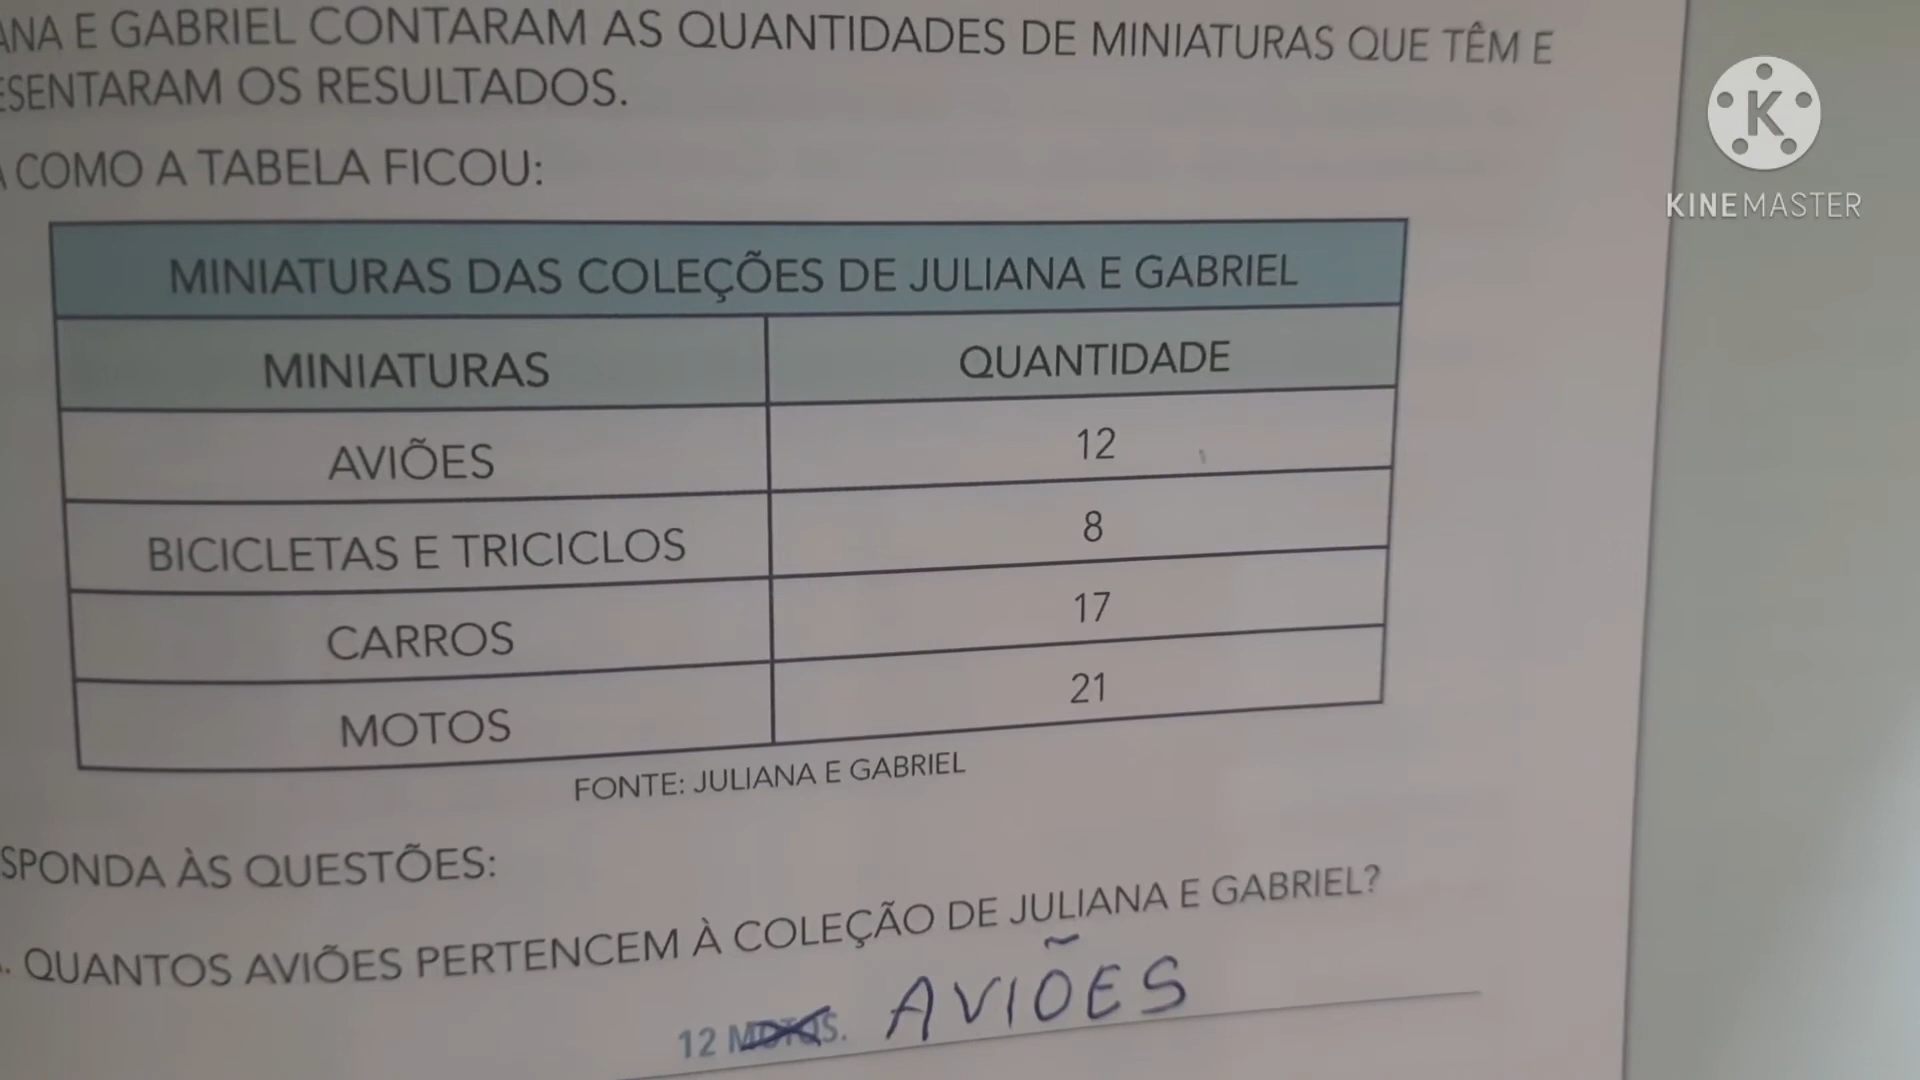 ANA E GABRIEL CONTARAM AS QUANTIDADES DE MINIATURAS QUE TÊM E
ESENTARAM OS RESULTADOS.
A COMO A TABELA FICOU:
MINIATURAS DAS COLEÇÕES DE JULIANA E GABRIEL
MINIATURAS QUANTIDADE
AVIÕES 12
BICICLETAS E TRICICLOS 8
CARROS 17
MOTOS 21
FONTE: JULIANA E GABRIEL
SPONDA ÀS QUESTÕES:
. QUANTOS AVIÕES PERTENCEM À COLEÇÃO DE JULIANA E GABRIEL?
12 MOTOS. AVIÕES
K
KINEMASTER